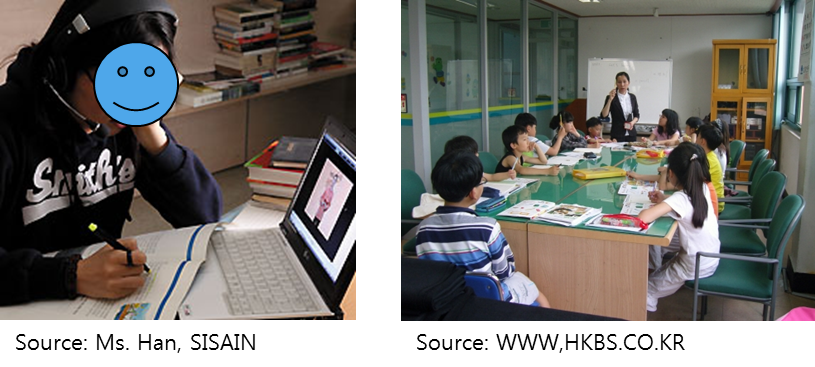 Smith's
Source: Ms. Han, SISAIN
Source: WWW,HKBS.CO.KR